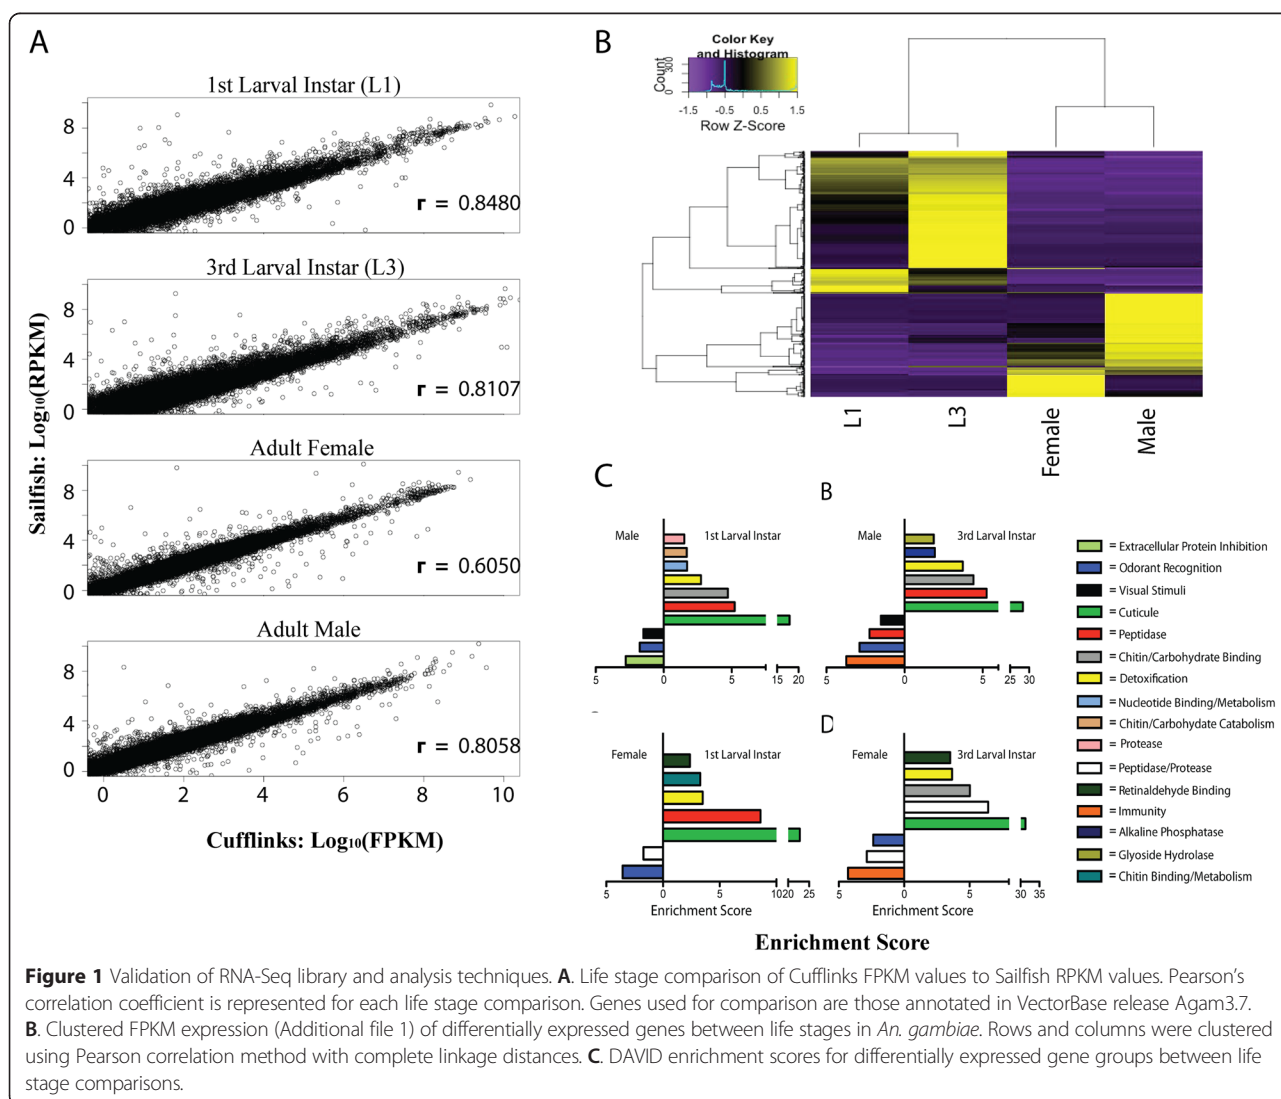 A
1st Larval Instar (L1)
8
4
0
r = 0.8480
3rd Larval Instar (L3)
8
4
0
r = 0.8107
Adult Female
8
4
0
r = 0.6050
Adult Male
8
4
0
r = 0.8058
0 2 4 6 8 10
Sailfish: Log10(RPKM)
Cufflinks: Log10(FPKM)
B
Color Key
and Histogram
Count
0 300
-1.5 -0.5 0.5 1.5
Row Z-Score
L1 L3 Female Male
C
Male 1st Larval Instar
5 0 5 15 20
B
Male 3rd Larval Instar
5 0 5 25 30
Female 1st Larval Instar
5 0 5 10 20 25
Enrichment Score
D
Female 3rd Larval Instar
5 0 5 30 35
Enrichment Score
Enrichment Score
= Extracellular Protein Inhibition
= Odorant Recognition
= Visual Stimuli
= Cuticule
= Peptidase
= Chitin/Carbohydrate Binding
= Detoxification
= Nucleotide Binding/Metabolism
= Chitin/Carbohydate Catabolism
= Protease
= Peptidase/Protease
= Retinaldehyde Binding
= Immunity
= Alkaline Phosphatase
= Glyoside Hydrolase
= Chitin Binding/Metabolism
Figure 1 Validation of RNA-Seq library and analysis techniques. A. Life stage comparison of Cufflinks FPKM values to Sailfish RPKM values. Pearson's
correlation coefficient is represented for each life stage comparison. Genes used for comparison are those annotated in VectorBase release Agam3.7.
B. Clustered FPKM expression (Additional file 1) of differentially expressed genes between life stages in An. gambiae. Rows and columns were clustered
using Pearson correlation method with complete linkage distances. C. DAVID enrichment scores for differentially expressed gene groups between life
stage comparisons.